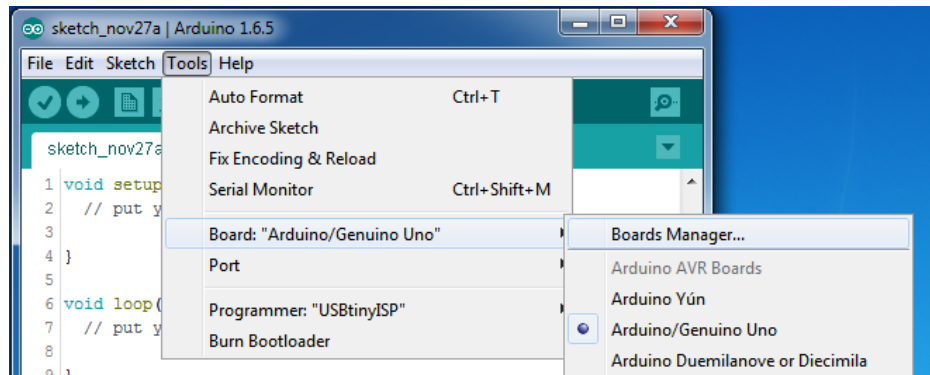 sketch_nov27a | Arduino 1.6.5
File Edit Sketch Tools Help
Auto Format Ctrl+T
Archive Sketch
Fix Encoding & Reload
Serial Monitor Ctrl+Shift+M
Board: "Arduino/Genuino Uno"
Port
Programmer: "USBtinyISP"
Burn Bootloader
Boards Manager...
Arduino AVR Boards
Arduino Yún
Arduino/Genuino Uno
Arduino Duemilanove or Diecimila
sketch_nov27a
1 void setup
2 // put y
3
4 }
5
6 void loop(
7 // put y
8
9 }